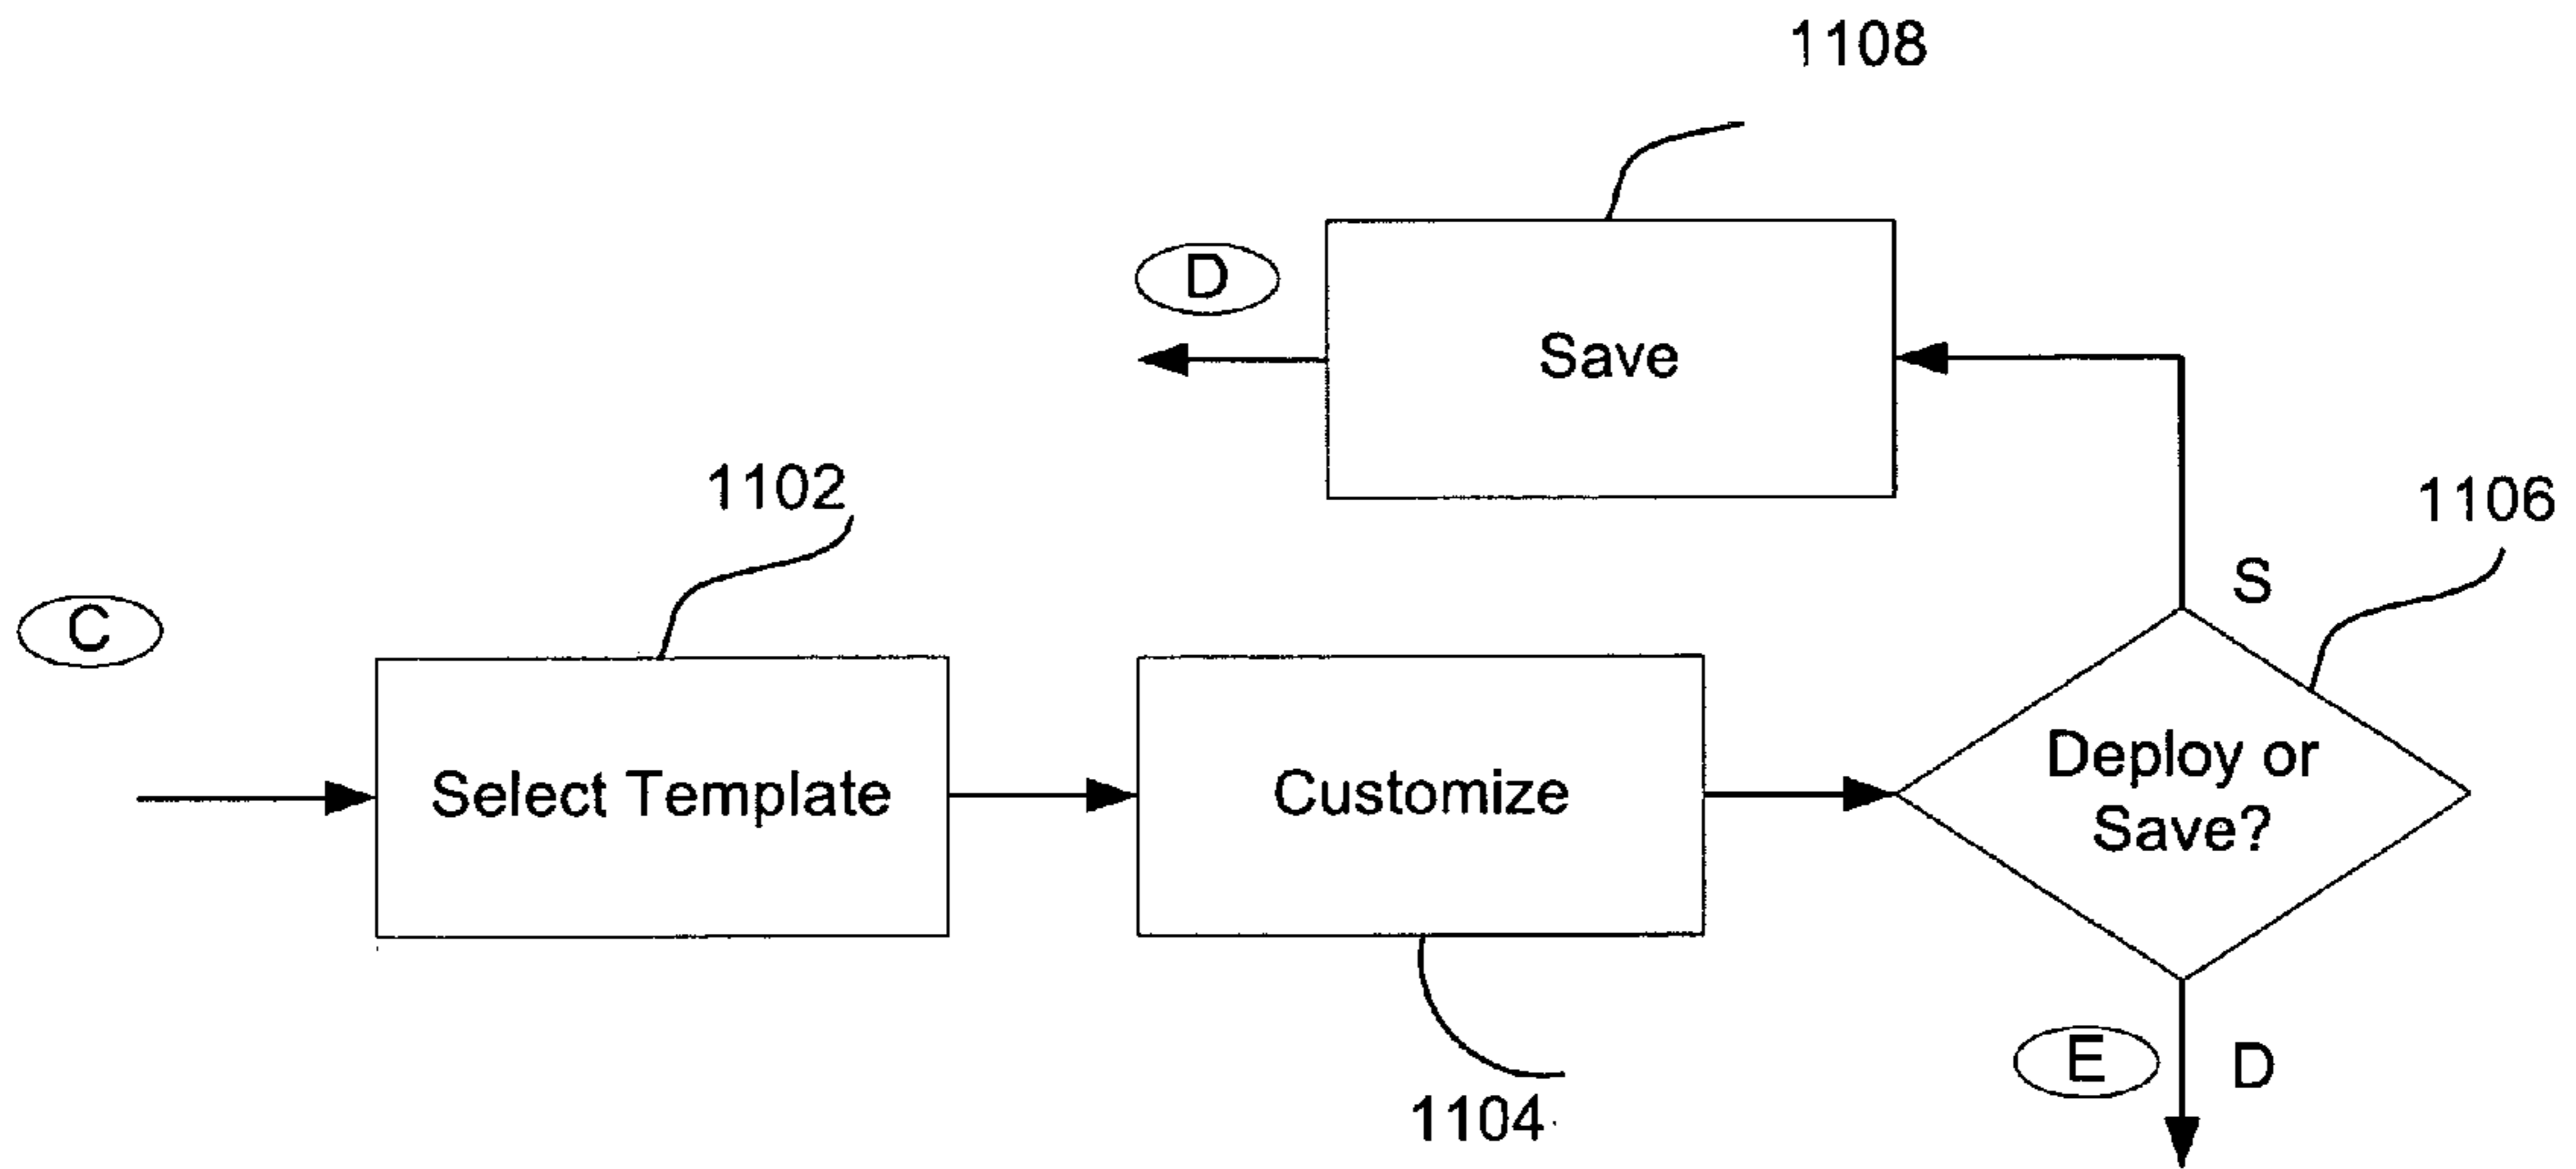 1108
D
Save
1102
1106
S
C
Select Template
Customize
Deploy or
Save?
E
D
1104